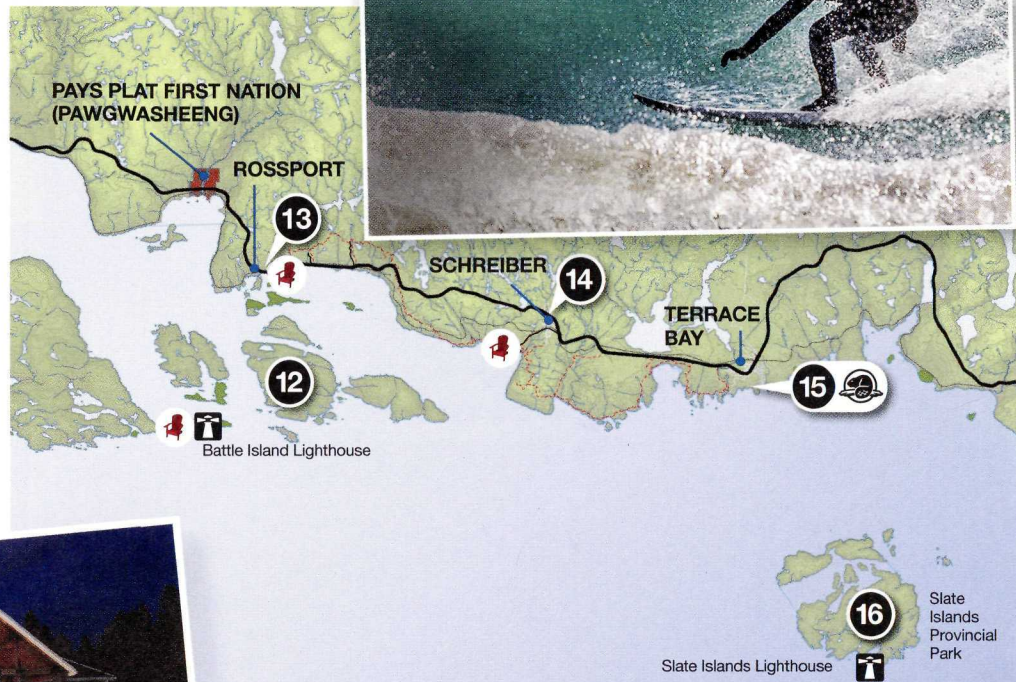 PAYS PLAT FIRST NATION
(PAWGWASHEENG)
ROSSPORT
13
SCHREIBER
14
TERRACE
BAY
12
15
Battle Island Lighthouse
16
Slate
Islands
Provincial
Park
Slate Islands Lighthouse